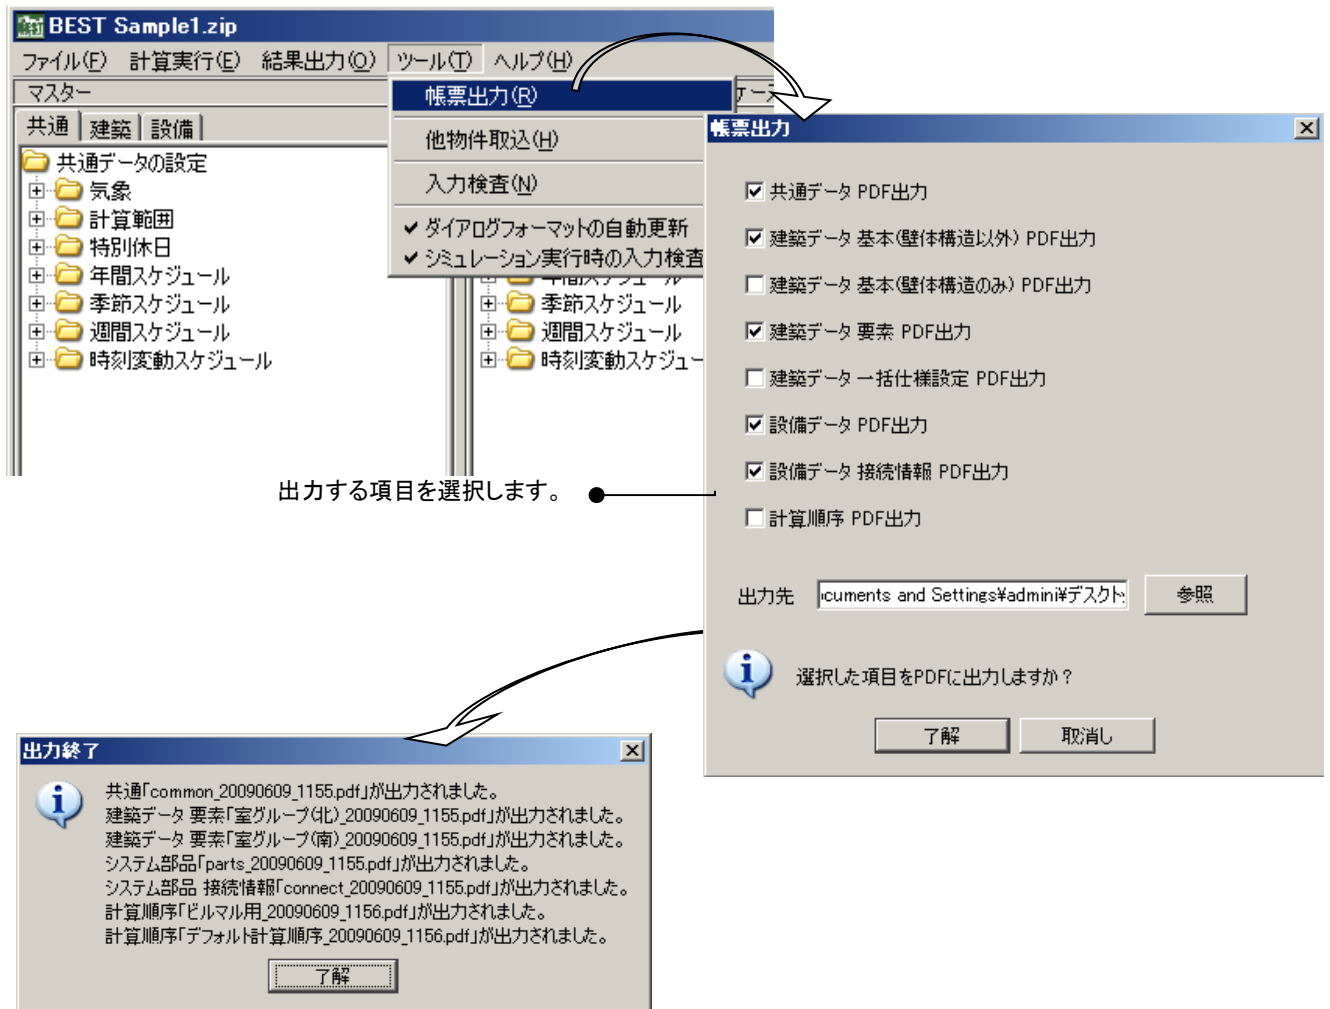 BEST Sample1.zip
ファイル(F) 計算実行(E) 結果出力(O) ツール(T) ヘルプ(H)
マスター
共通 建築 設備
共通データの設定
気象
計算範囲
特別休日
年間スケジュール
季節スケジュール
週間スケジュール
時刻変動スケジュール
帳票出力(R)
他物件取込(H)
入力検査(N)
ダイアログフォーマットの自動更新
シミュレーション実行時の入力検査
年間スケジュール
季節スケジュール
週間スケジュール
時刻変動スケジュー
帳票出力
共通データ PDF出力
建築データ 基本(壁体構造以外) PDF出力
建築データ 基本(壁体構造のみ) PDF出力
建築データ 要素 PDF出力
建築データ 一括仕様設定 PDF出力
設備データ PDF出力
設備データ 接続情報 PDF出力
計算順序 PDF出力
出力する項目を選択します。
出力先 cuments and Settings¥admini¥デスクト 参照
選択した項目をPDFに出力しますか？
了解 取消し
出力終了
共通「common_20090609_1155.pdf」が出力されました。
建築データ 要素「室グループ(北)_20090609_1155.pdf」が出力されました。
建築データ 要素「室グループ(南)_20090609_1155.pdf」が出力されました。
システム部品「parts_20090609_1155.pdf」が出力されました。
システム部品 接続情報「connect_20090609_1155.pdf」が出力されました。
計算順序「ビルマル用_20090609_1156.pdf」が出力されました。
計算順序「デフォルト計算順序_20090609_1156.pdf」が出力されました。
了解